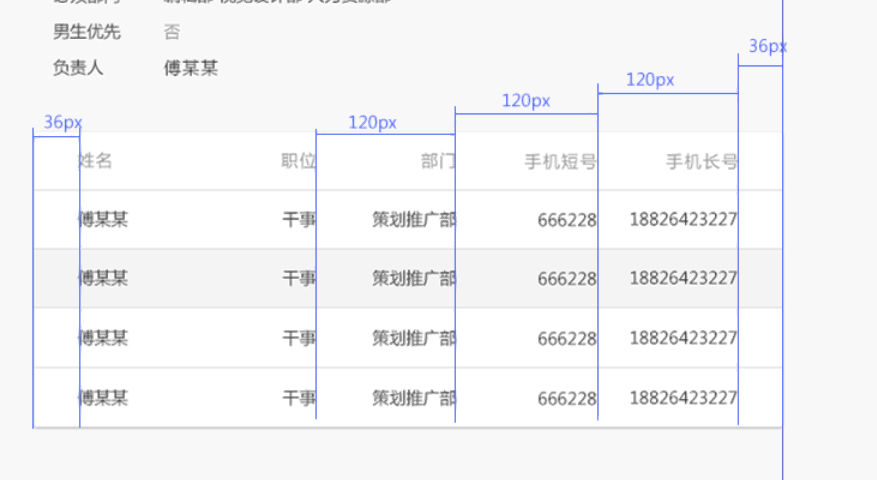 男生优先 否
36px
负责人 傅某某
120px
120px
36px 120px
姓名 职位 部门 手机短号 手机长号
傅某某 干事 策划推广部 666228 18826423227
傅某某 干事 策划推广部 666228 18826423227
傅某某 干事 策划推广部 666228 18826423227
傅某某 干事 策划推广部 666228 18826423227